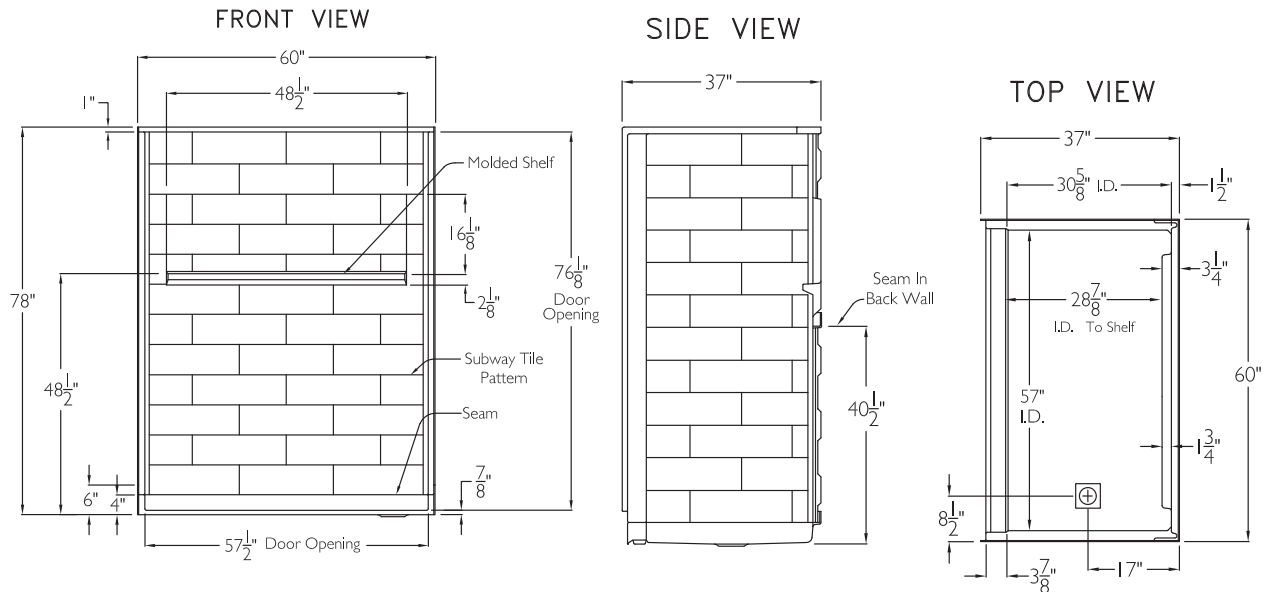 FRONT VIEW
60"
48 1/2"
1"
78"
48 1/2"
6"
4"
Molded Shelf
16 1/8"
2 1/8"
76 1/8"
Door
Opening
Subway Tile
Pattern
Seam
7/8"
57 1/2" Door Opening
SIDE VIEW
37"
Seam In
Back Wall
40 1/2"
TOP VIEW
37"
30 5/8" I.D.
1 1/2"
3 1/4"
28 7/8"
I.D. To Shelf
57"
I.D.
60"
1 3/4"
8 1/2"
3 7/8"
17"